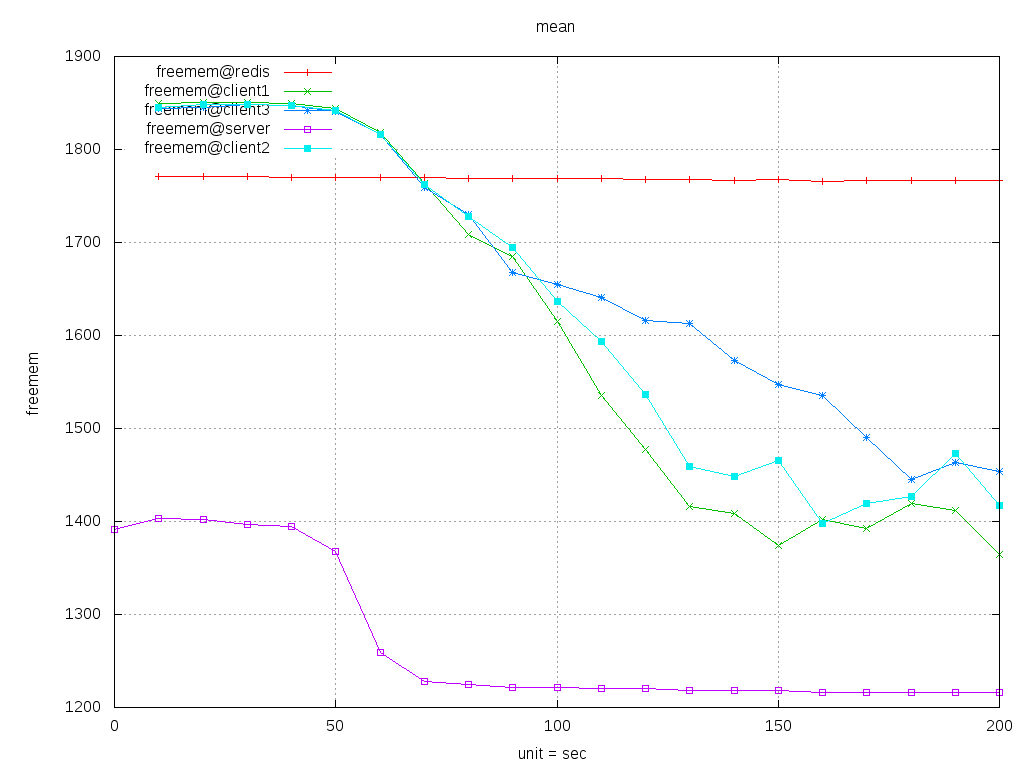 mean
1900
1800
1700
1600
1500
1400
1300
1200
freemem
freemem@redis
freemem@client1
freemem@client3
freemem@server
freemem@client2
0
50
100
150
200
unit = sec